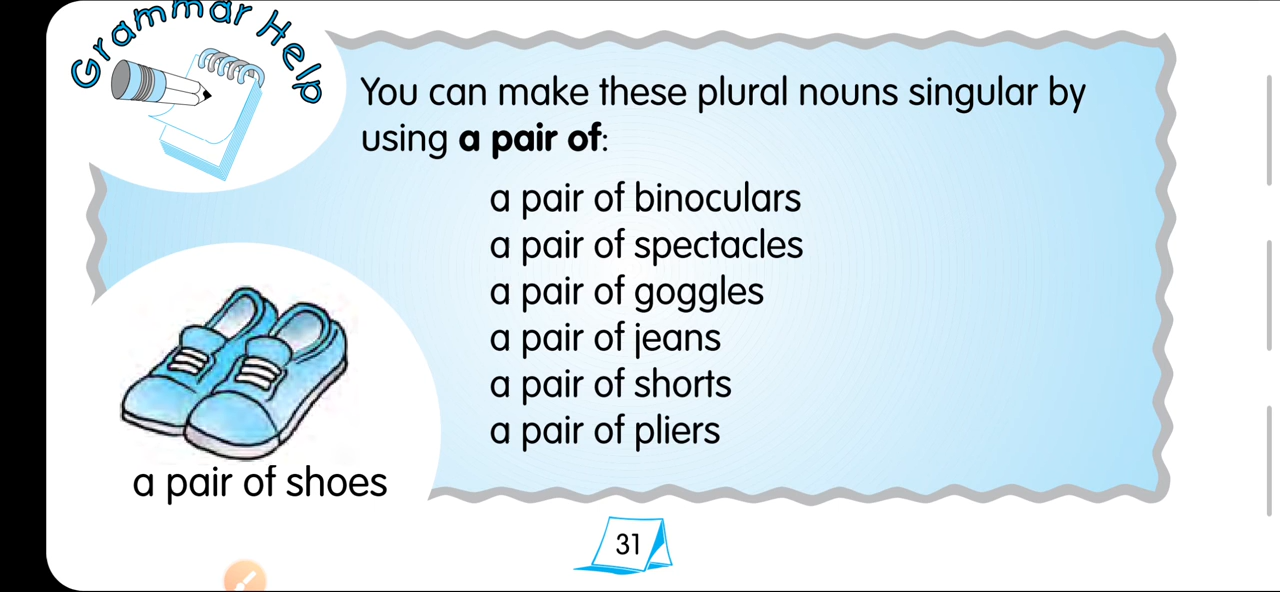 Grammar Help
You can make these plural nouns singular by
using a pair of:
a pair of binoculars
a pair of spectacles
a pair of goggles
a pair of jeans
a pair of shorts
a pair of pliers
a pair of shoes
31